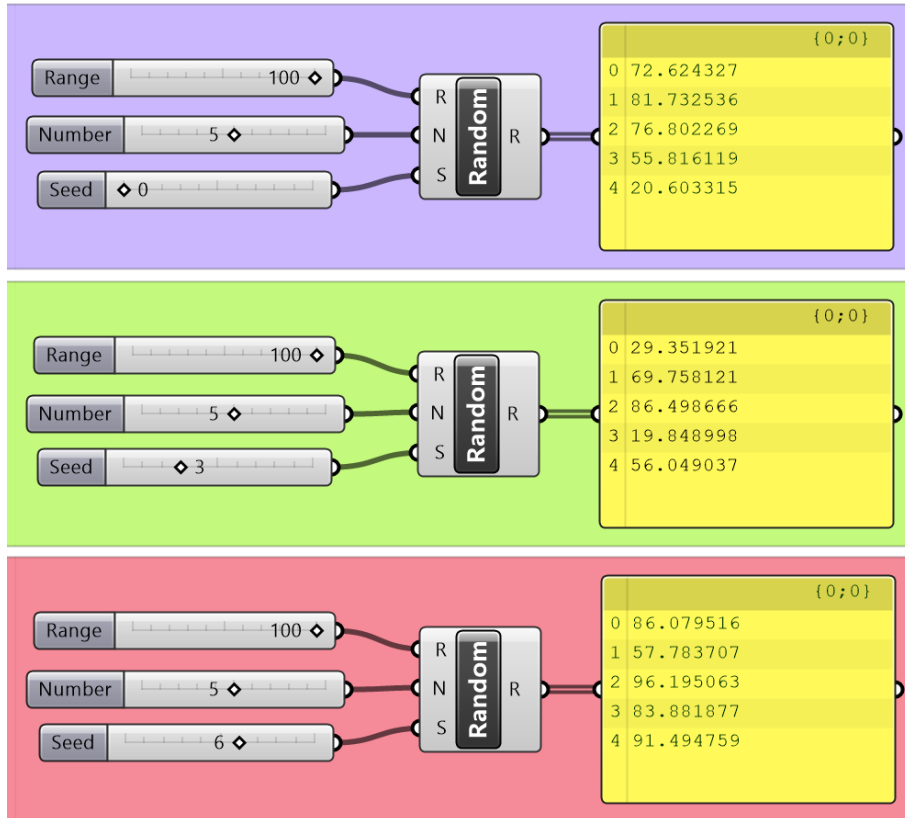 {0;0}
Range 100
R
0 72.624327
1 81.732536
Number 5
N
Random
R
2 76.802269
3 55.816119
Seed 0
S
4 20.603315
{0;0}
Range 100
R
0 29.351921
1 69.758121
Number 5
N
Random
R
2 86.498666
3 19.848998
Seed 3
S
4 56.049037
{0;0}
Range 100
R
0 86.079516
1 57.783707
Number 5
N
Random
R
2 96.195063
3 83.881877
Seed 6
S
4 91.494759